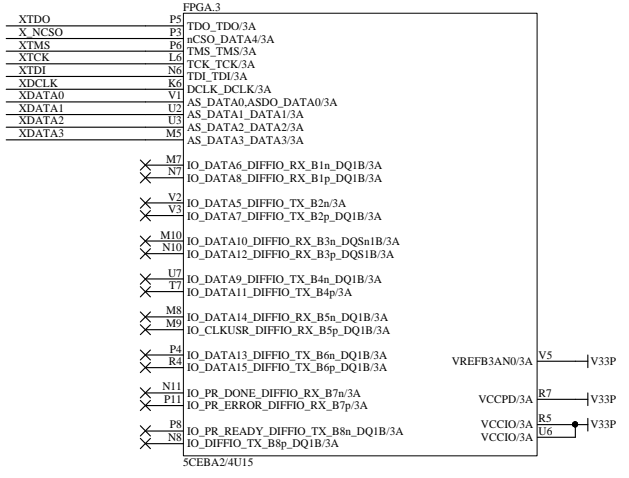 FPGA.3
XTDO P5 TDO_TDO/3A
X_NCSO P3 nCSO_DATA4/3A
XTMS P6 TMS_TMS/3A
XTCK L6 TCK_TCK/3A
XTDI N6 TDI_TDI/3A
XDCLK K6 DCLK_DCLK/3A
XDATA0 V1 AS_DATA0,ASDO_DATA0/3A
XDATA1 U2 AS_DATA1_DATA1/3A
XDATA2 U3 AS_DATA2_DATA2/3A
XDATA3 M5 AS_DATA3_DATA3/3A
M7 IO_DATA6_DIFFIO_RX_B1n_DQ1B/3A
N7 IO_DATA8_DIFFIO_RX_B1p_DQ1B/3A
V2 IO_DATA5_DIFFIO_TX_B2n/3A
V3 IO_DATA7_DIFFIO_TX_B2p_DQ1B/3A
M10 IO_DATA10_DIFFIO_RX_B3n_DQSn1B/3A
N10 IO_DATA12_DIFFIO_RX_B3p_DQS1B/3A
U7 IO_DATA9_DIFFIO_TX_B4n_DQ1B/3A
T7 IO_DATA11_DIFFIO_TX_B4p/3A
M8 IO_DATA14_DIFFIO_RX_B5n_DQ1B/3A
M9 IO_CLKUSR_DIFFIO_RX_B5p_DQ1B/3A
P4 IO_DATA13_DIFFIO_TX_B6n_DQ1B/3A
R4 IO_DATA15_DIFFIO_TX_B6p_DQ1B/3A
VREFB3AN0/3A V5 V33P
N11 IO_PR_DONE_DIFFIO_RX_B7n/3A
P11 IO_PR_ERROR_DIFFIO_RX_B7p/3A
VCCPD/3A R7 V33P
P8 IO_PR_READY_DIFFIO_TX_B8n_DQ1B/3A
N8 IO_DIFFIO_TX_B8p_DQ1B/3A
VCCIO/3A R5 V33P
VCCIO/3A U6
5CEBA2/4U15